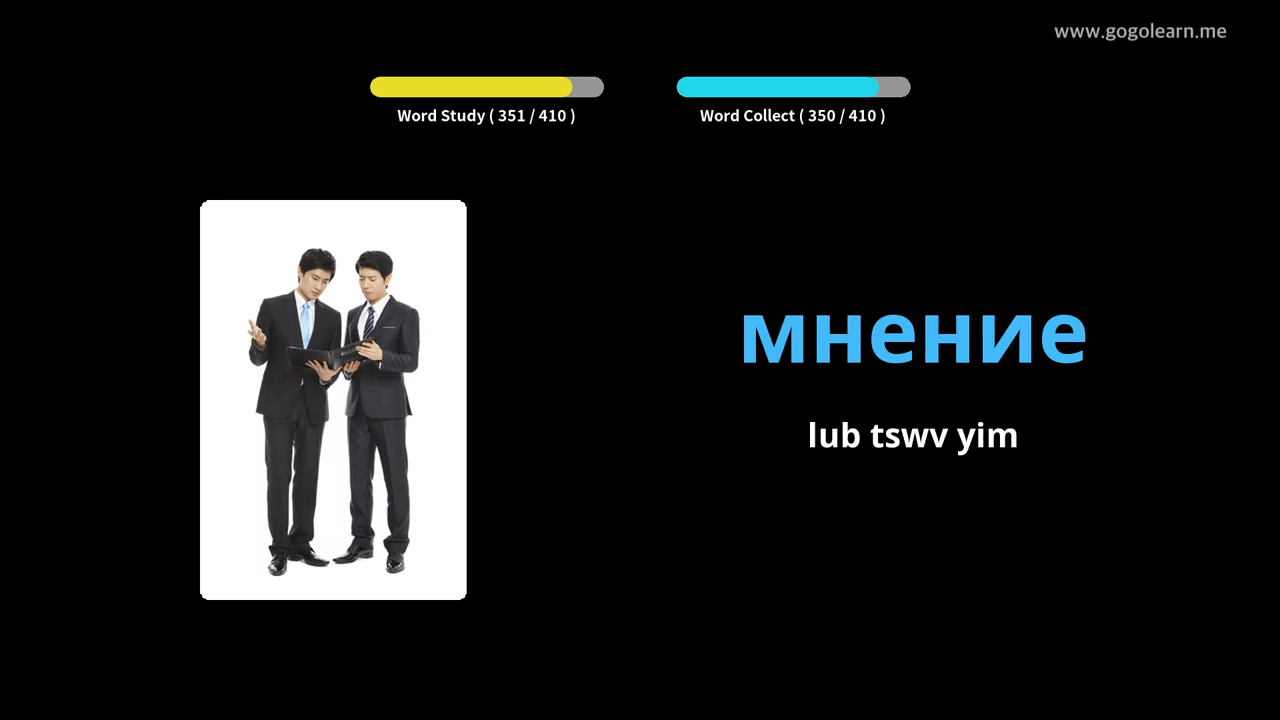 www.gogolearn.me
Word Study ( 351 / 410 )
Word Collect ( 350 / 410 )
мнение
lub tswv yim